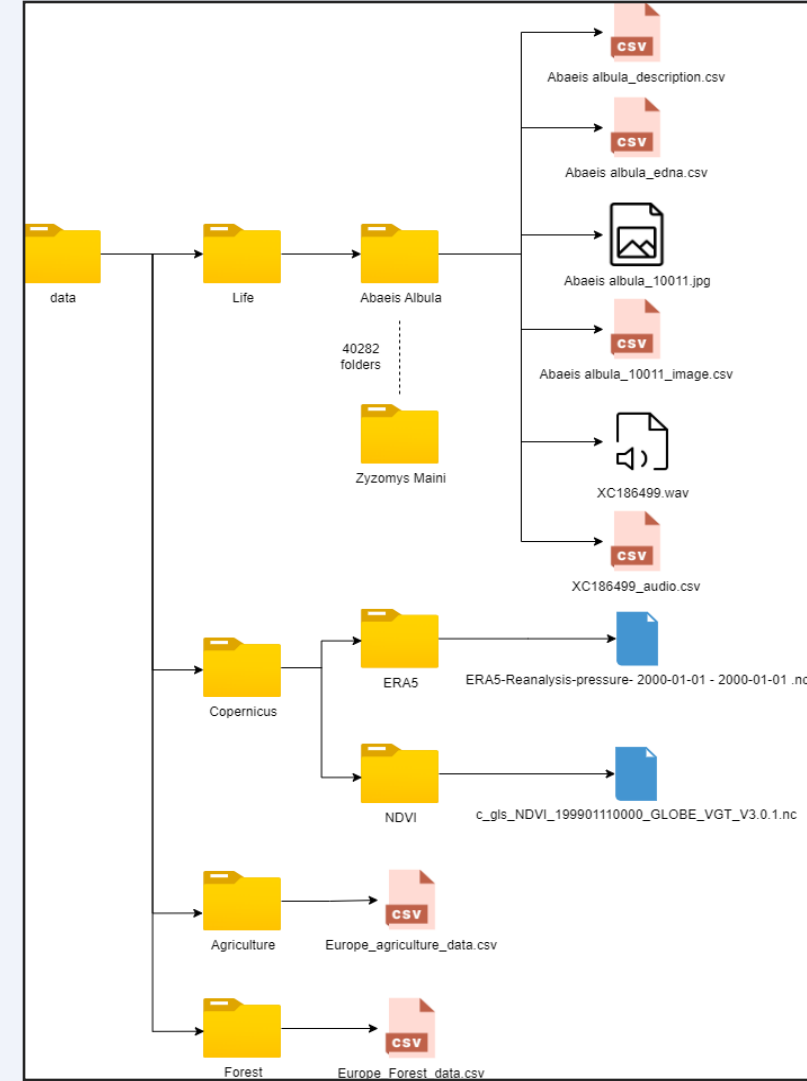 CSV
Abaeis albula_description.csv
CSV
Abaeis albula_edna.csv
data
Life
Abaeis Albula
Abaeis albula_10011.jpg
40282
folders
CSV
Abaeis albula_10011_image.csv
Zyzomys Maini
XC186499.wav
CSV
XC186499_audio.csv
Copernicus
ERA5
ERA5-Reanalysis-pressure- 2000-01-01 - 2000-01-01 .nc
NDVI
c_gls_NDVI_199901110000_GLOBE_VGT_V3.0.1.nc
Agriculture
CSV
Europe_agriculture_data.csv
Forest
CSV
Europe_Forest_data.csv